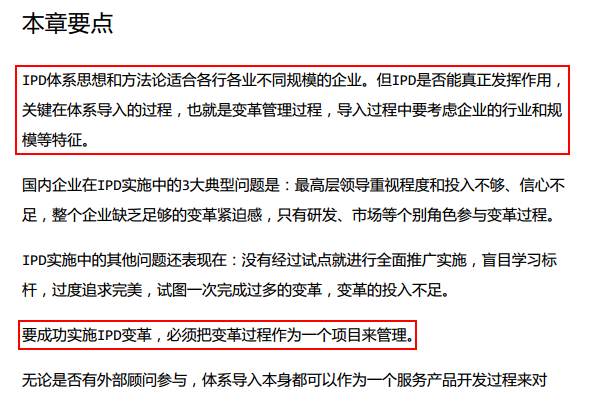 本章要点
IPD体系思想和方法论适合各行各业不同规模的企业。但IPD是否能真正发挥作用，
关键在体系导入的过程，也就是变革管理过程，导入过程中要考虑企业的行业和规
模等特征。
国内企业在IPD实施中的3大典型问题是：最高层领导重视程度和投入不够、信心不
足，整个企业缺乏足够的变革紧迫感，只有研发、市场等个别角色参与变革过程。
IPD实施中的其他问题还表现在：没有经过试点就进行全面推广实施，盲目学习标
杆，过度追求完美，试图一次完成过多的变革，变革的投入不足。
要成功实施IPD变革，必须把变革过程作为一个项目来管理。
无论是否有外部顾问参与，体系导入本身都可以作为一个服务产品开发过程来对